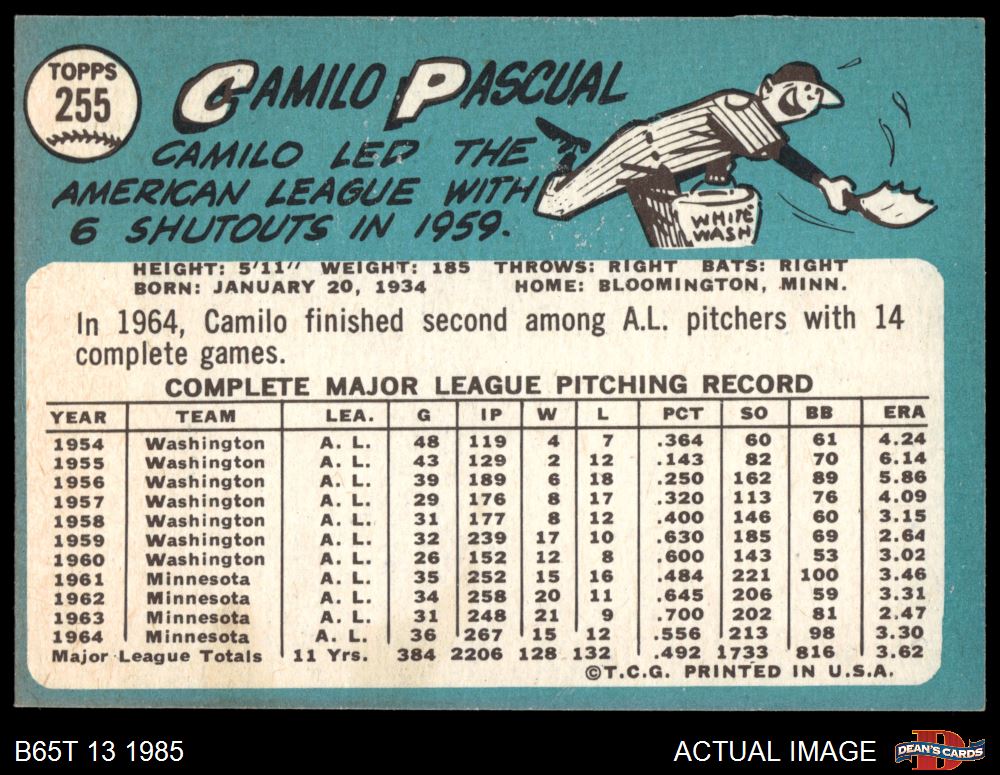 TOPPS
255
CAMILO PASCUAL
CAMILO LED THE
AMERICAN LEAGUE WITH
6 SHUTOUTS IN 1959.
WHITE
WASH
HEIGHT: 5'11" WEIGHT: 185 THROWS: RIGHT BATS: RIGHT
BORN: JANUARY 20, 1934 HOME: BLOOMINGTON, MINN.
In 1964, Camilo finished second among A.L. pitchers with 14
complete games.
COMPLETE MAJOR LEAGUE PITCHING RECORD
YEAR TEAM LEA. G IP W L PCT SO BB ERA
1954 Washington A. L. 48 119 4 7 .364 60 61 4.24
1955 Washington A. L. 43 129 2 12 .143 82 70 6.14
1956 Washington A. L. 39 189 6 18 .250 162 89 5.86
1957 Washington A. L. 29 176 8 17 .320 113 76 4.09
1958 Washington A. L. 31 177 8 12 .400 146 60 3.15
1959 Washington A. L. 32 239 17 10 .630 185 69 2.64
1960 Washington A. L. 26 152 12 8 .600 143 53 3.02
1961 Minnesota A. L. 35 252 15 16 .484 221 100 3.46
1962 Minnesota A. L. 34 258 20 11 .645 206 59 3.31
1963 Minnesota A. L. 31 248 21 9 .700 202 81 2.47
1964 Minnesota A. L. 36 267 15 12 .556 213 98 3.30
Major League Totals 11 Yrs. 384 2206 128 132 .492 1733 816 3.62
©T.C.G. PRINTED IN U.S.A.
B65T 13 1985
ACTUAL IMAGE
DEAN'S CARDS